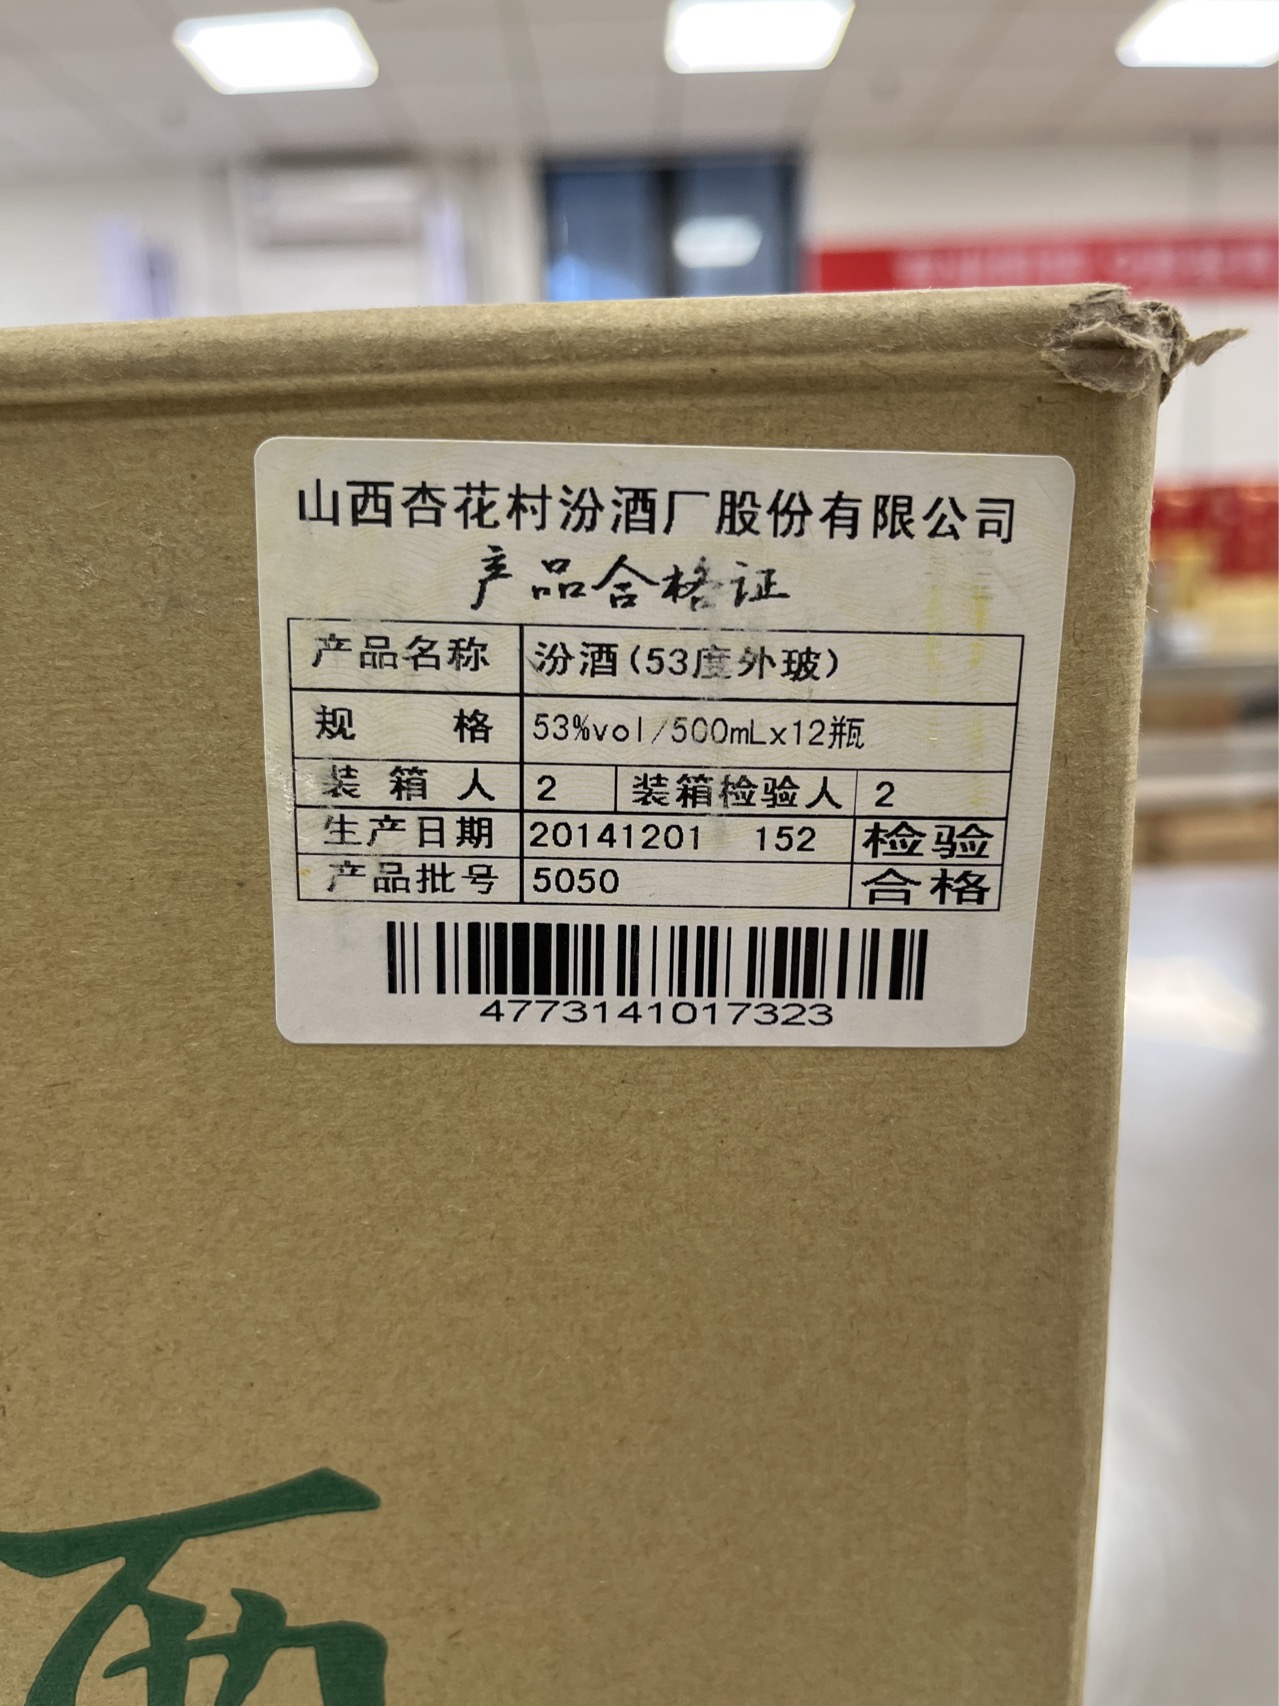 山西杏花村汾酒厂股份有限公司
产品合格证
产品名称 汾酒(53度外玻)
规 格 53%vol/500mLx12瓶
装箱人 2 装箱检验人 2
生产日期 20141201 152 检验
产品批号 5050 合格
4773141017323
西